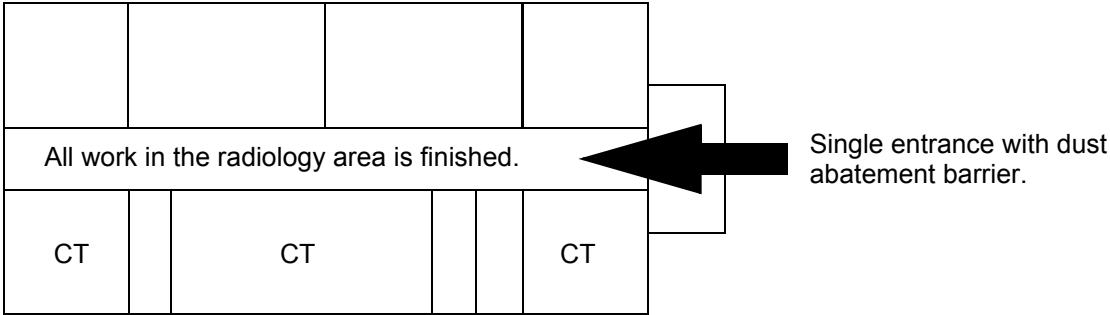 All work in the radiology area is finished.
Single entrance with dust
abatement barrier.
CT
CT
CT